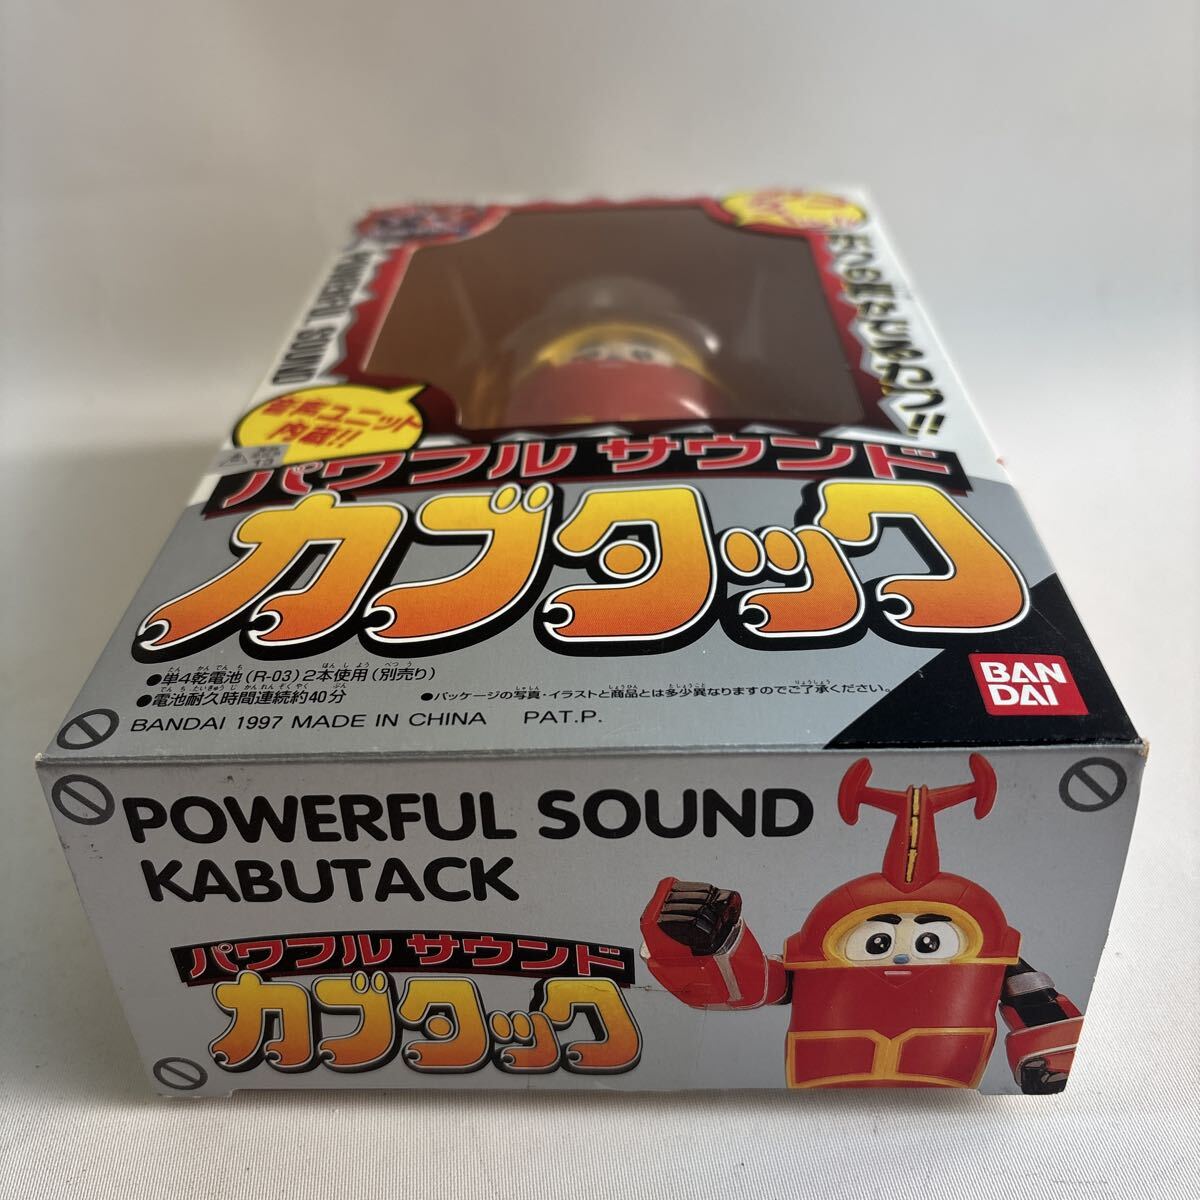 POWERFUL SOUND
音声ユニット
内蔵!!
パワフル サウンド
カブタック
●単4乾電池(R-03)2本使用(別売り)
●電池耐久時間連続約40分
●パッケージの写真・イラストと商品とは多少異なりますのでご了承ください。
BANDAI 1997 MADE IN CHINA PAT.P.
BAN
DAI
POWERFUL SOUND
KABUTACK
パワフル サウンド
カブタック